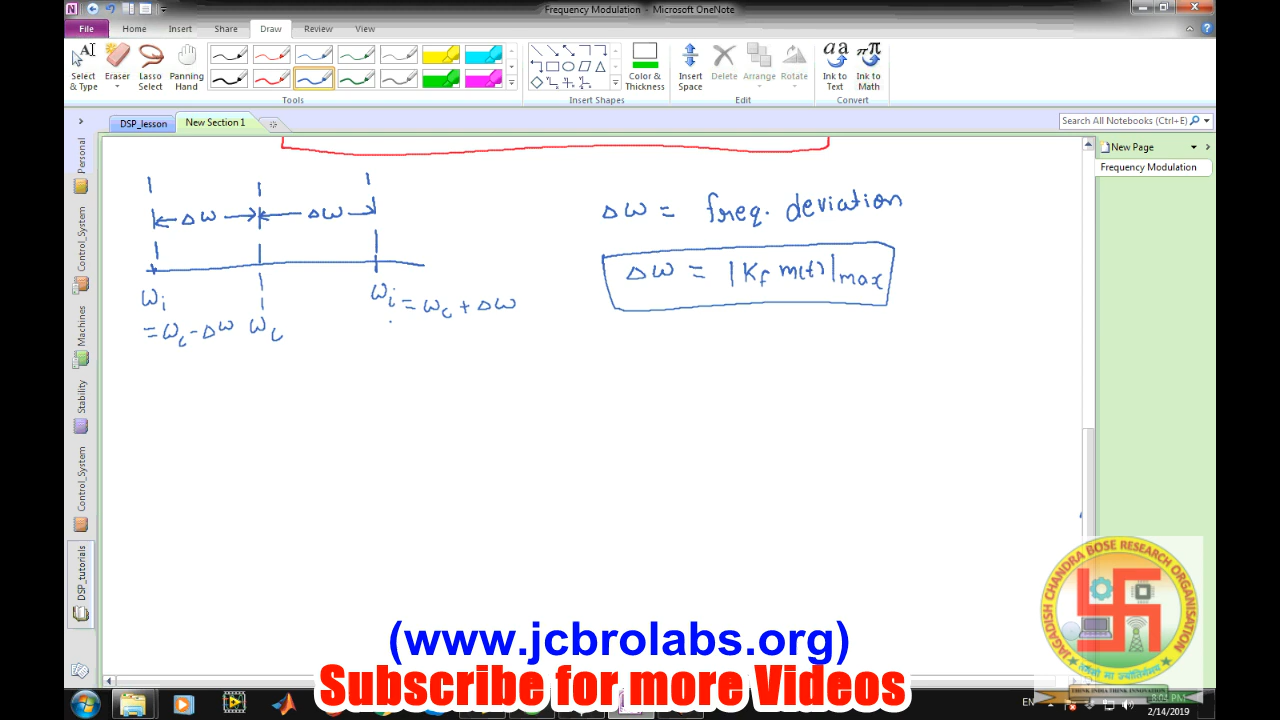 Frequency Modulation - Microsoft OneNote
File Home Insert Share Draw Review View
Select & Type
Eraser
Lasso Select
Panning Hand
Color & Thickness
Insert Space
Delete
Arrange
Rotate
Ink to Text
Ink to Math
Tools
Insert Shapes
Edit
Convert
DSP_lesson
New Section 1
Search All Notebooks (Ctrl+E)
New Page
Frequency Modulation
Personal
Control_System
Machines
Stability
Control_System
DSP_tutorials
Δω Δω
ωi
= ωc - Δω ωc
ωi = ωc + Δω
Δω = freq. deviation
Δω = |Kf m(t)|max
JAGADISH CHANDRA BOSE RESEARCH ORGANISATION
THINK INDIA THINK INNOVATION
(www.jcbrolabs.org)
Subscribe for more Videos
EN
8:04 PM
2/14/2019